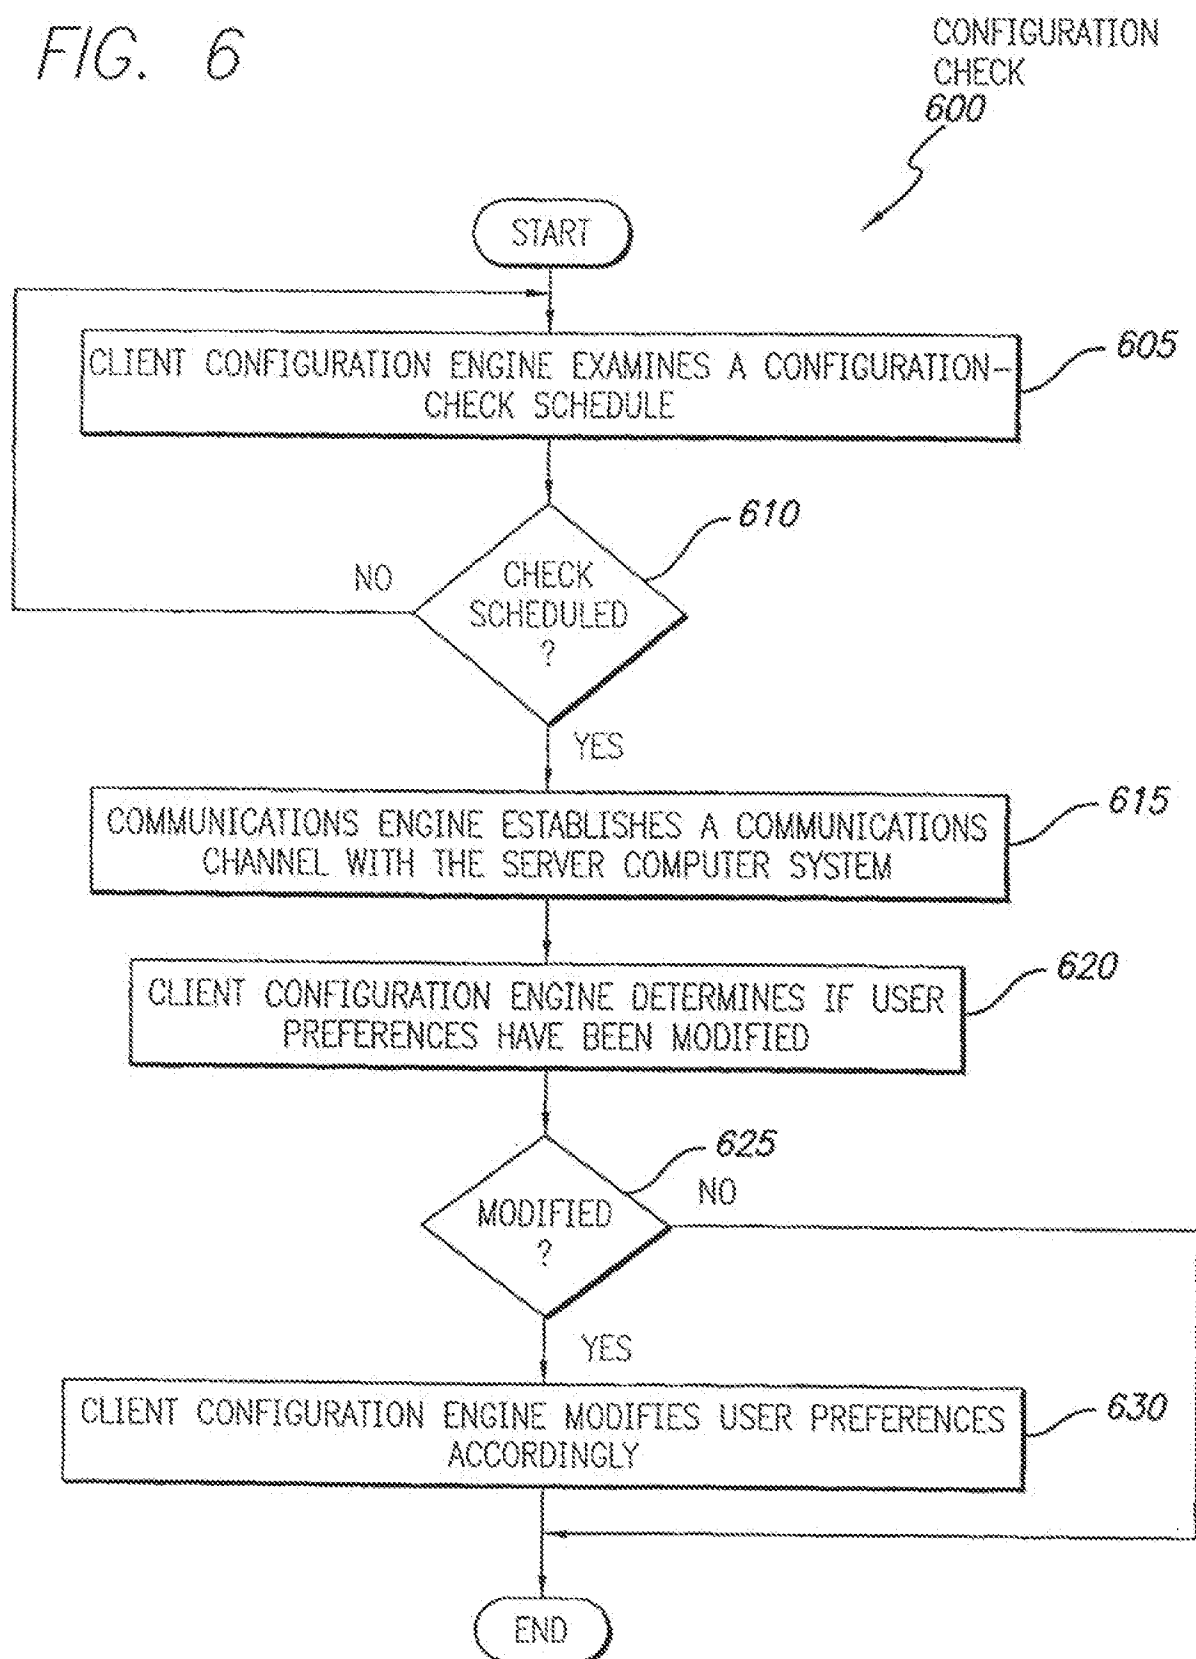 FIG. 6
CONFIGURATION
CHECK
600
START
CLIENT CONFIGURATION ENGINE EXAMINES A CONFIGURATION-
CHECK SCHEDULE
605
610
CHECK
SCHEDULED
?
NO
YES
COMMUNICATIONS ENGINE ESTABLISHES A COMMUNICATIONS
CHANNEL WITH THE SERVER COMPUTER SYSTEM
615
CLIENT CONFIGURATION ENGINE DETERMINES IF USER
PREFERENCES HAVE BEEN MODIFIED
620
625
MODIFIED
?
NO
YES
CLIENT CONFIGURATION ENGINE MODIFIES USER PREFERENCES
ACCORDINGLY
630
END